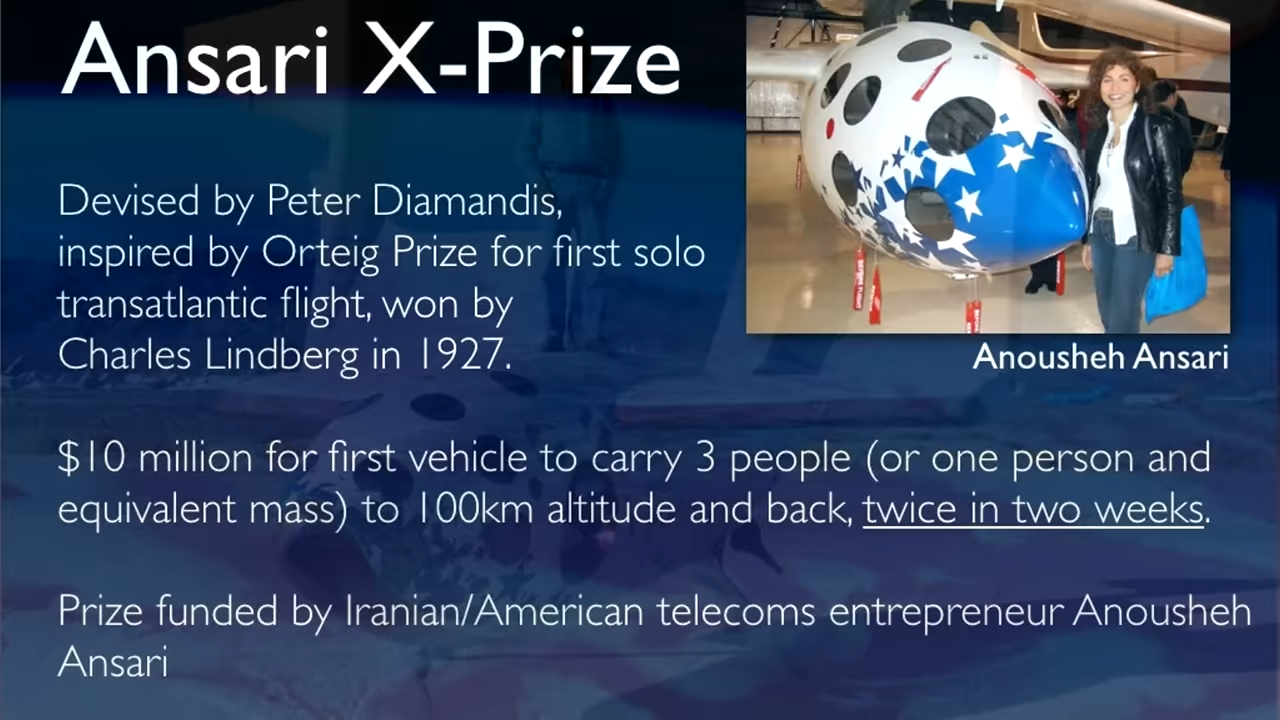 Ansari X-Prize
Devised by Peter Diamandis,
inspired by Orteig Prize for first solo
transatlantic flight, won by
Charles Lindberg in 1927.
Anousheh Ansari
$10 million for first vehicle to carry 3 people (or one person and
equivalent mass) to 100km altitude and back, twice in two weeks.
Prize funded by Iranian/American telecoms entrepreneur Anousheh
Ansari